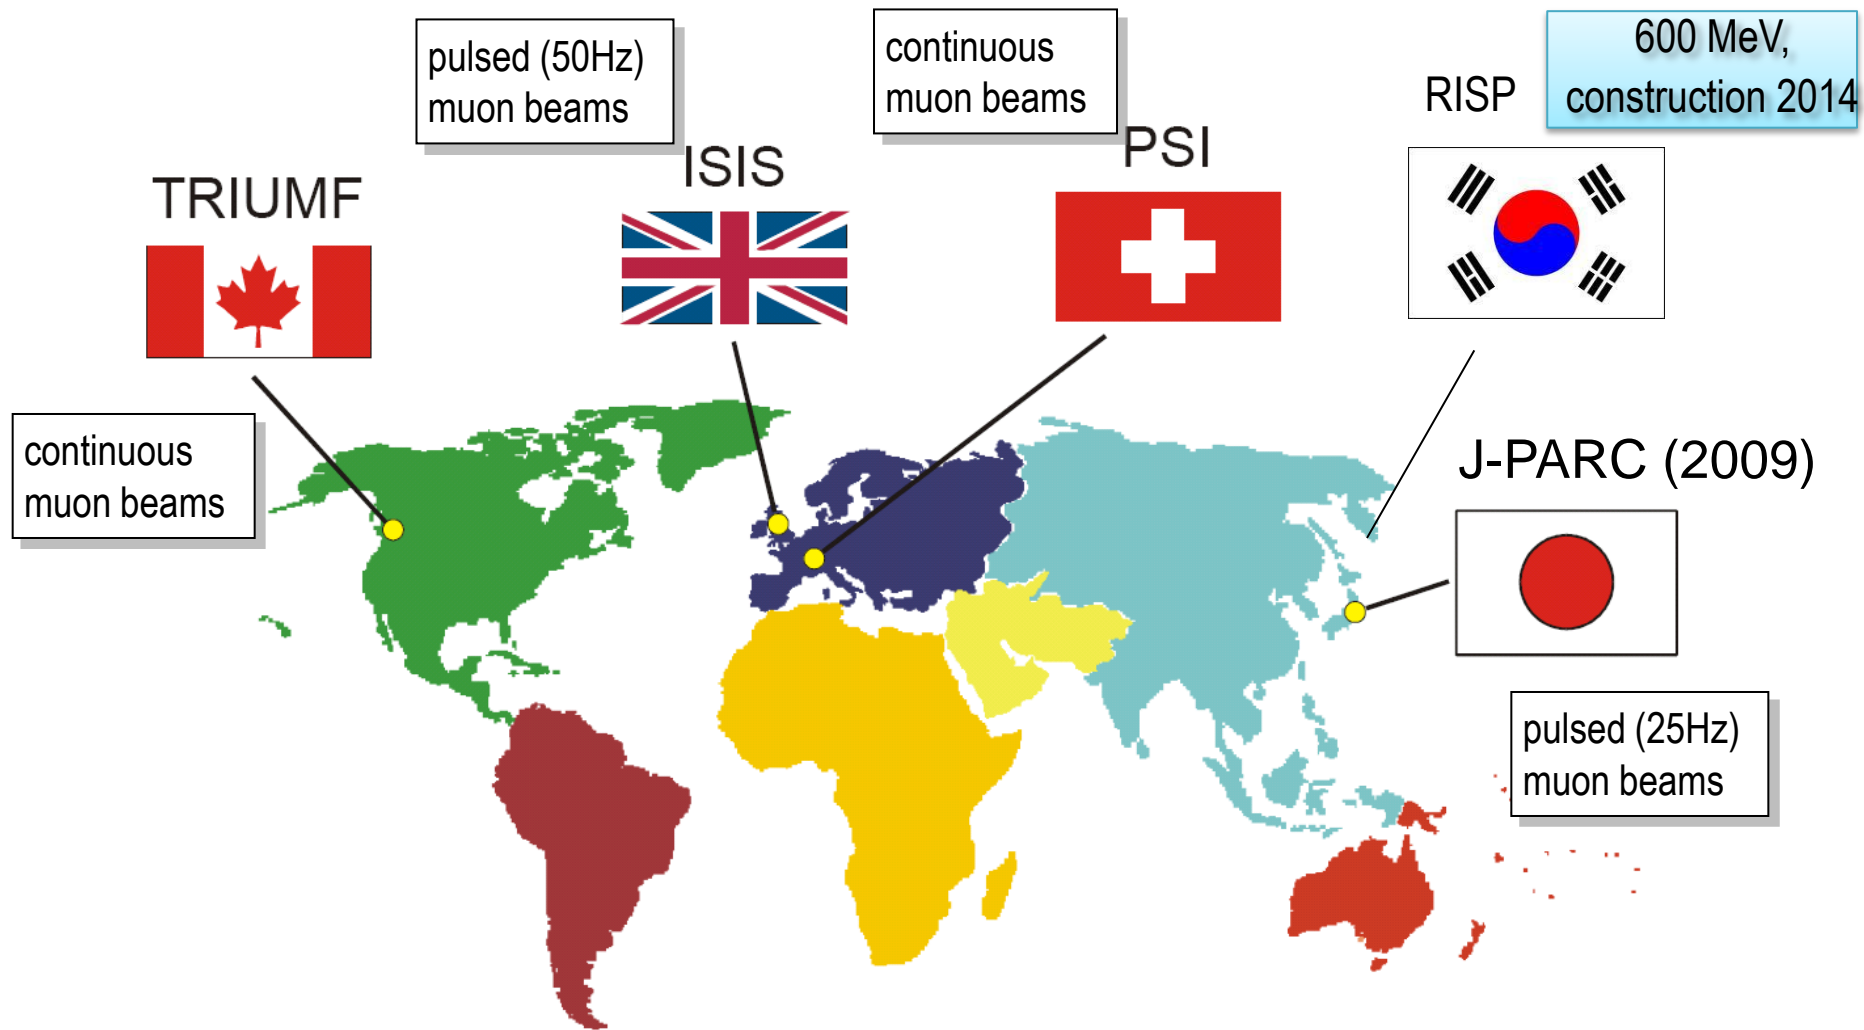 pulsed (50Hz)
muon beams
continuous
muon beams
600 MeV,
construction 2014
RISP
PSI
ISIS
TRIUMF
continuous
muon beams
J-PARC (2009)
pulsed (25Hz)
muon beams